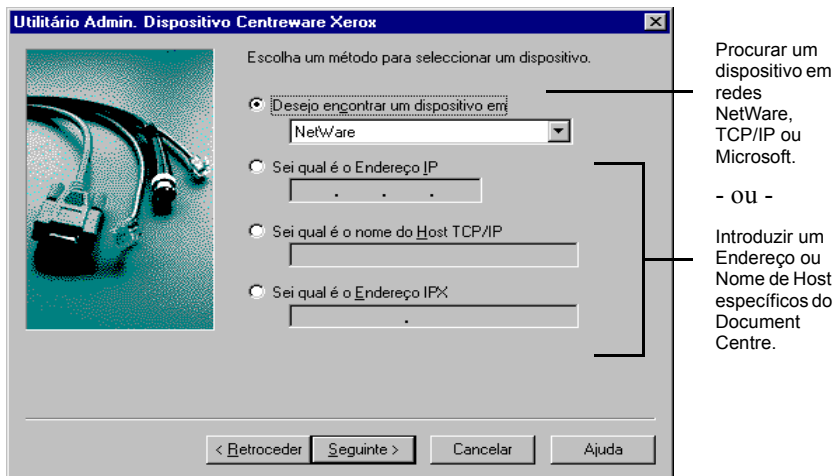 Utilitário Admin. Dispositivo Centreware Xerox
Escolha um método para seleccionar um dispositivo.
Desejo encontrar um dispositivo em
NetWare
Sei qual é o Endereço IP
. . .
Sei qual é o nome do Host TCP/IP
Sei qual é o Endereço IPX
.
< Retroceder
Seguinte >
Cancelar
Ajuda
Procurar um
dispositivo em
redes
NetWare,
TCP/IP ou
Microsoft.
- ou -
Introduzir um
Endereço ou
Nome de Host
específicos do
Document
Centre.